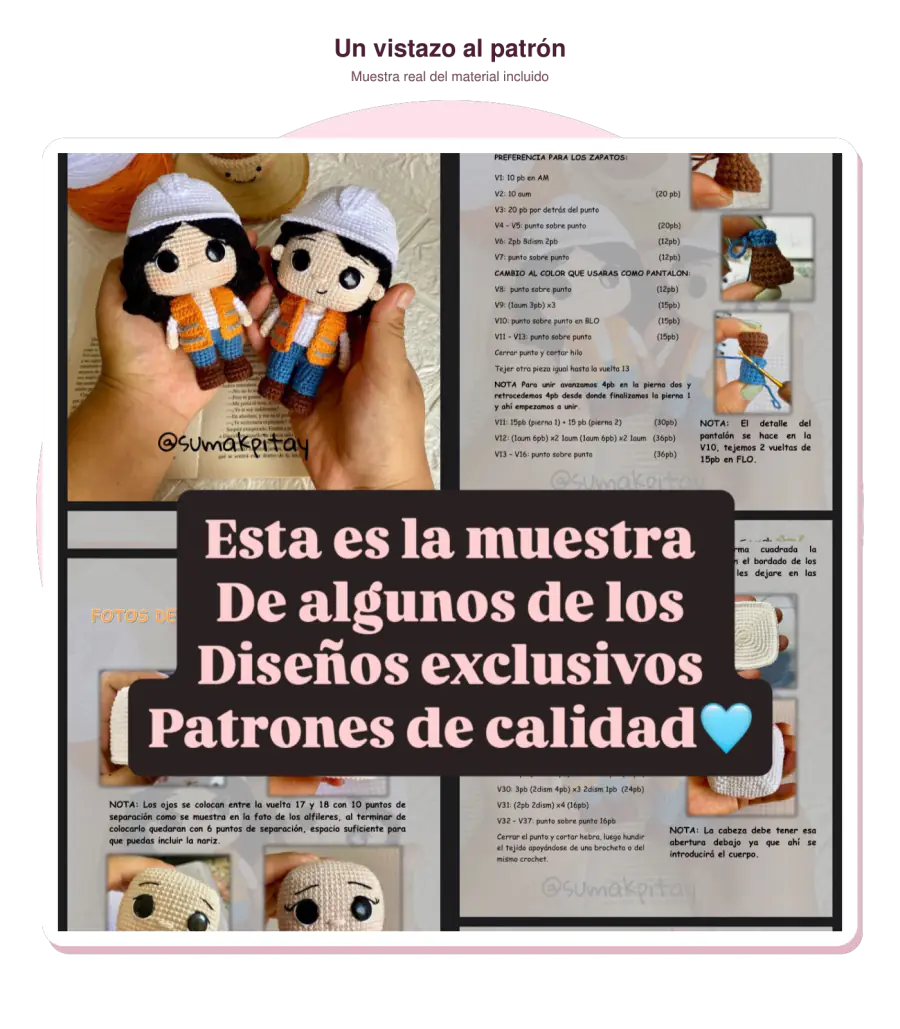 Un vistazo al patrón
Muestra real del material incluido
@sumakpitay
PREFERENCIA PARA LOS ZAPATOS:
V1: 10 pb en AM
V2: 10 aum (20 pb)
V3: 20 pb por detrás del punto
V4 – V5: punto sobre punto (20pb)
V6: 2pb 8dism 2pb (12pb)
V7: punto sobre punto (12pb)
CAMBIO AL COLOR QUE USARAS COMO PANTALON:
V8: punto sobre punto (12pb)
V9: (1aum 3pb) x3 (15pb)
V10: punto sobre punto en BLO (15pb)
V11 – V13: punto sobre punto (15pb)
Cerrar punto y cortar hilo
Tejer otra pieza igual hasta la vuelta 13
NOTA Para unir avanzamos 4pb en la pierna dos y
retrocedemos 4pb desde donde finalizamos la pierna 1
y ahí empezamos a unir.
V11: 15pb (pierna 1) + 15 pb (pierna 2) (30pb)
V12: (1aum 6pb) x2 1aum (1aum 6pb) x2 1aum (36pb)
V13 – V16: punto sobre punto (36pb)
NOTA: El detalle del
pantalón se hace en la
V10, tejemos 2 vueltas de
15pb en FLO.
@sumakpitay
Esta es la muestra
De algunos de los
Diseños exclusivos
Patrones de calidad🩵
FOTOS DE
cuadrada la
el bordado de los
les dejare en las
NOTA: Los ojos se colocan entre la vuelta 17 y 18 con 10 puntos de
separación como se muestra en la foto de los alfileres, al terminar de
colocarlo quedaran con 6 puntos de separación, espacio suficiente para
que puedas incluir la nariz.
V30: 3pb (2dism 4pb) x3 2dism 1pb (24pb)
V31: (2pb 2dism) x4 (16pb)
V32 – V37: punto sobre punto 16pb
Cerrar el punto y cortar hebra, luego hundir
el tejido apoyándose de una brocheta o del
mismo crochet.
NOTA: La cabeza debe tener esa
abertura debajo ya que ahí se
introducirá el cuerpo.
@sumakpitay